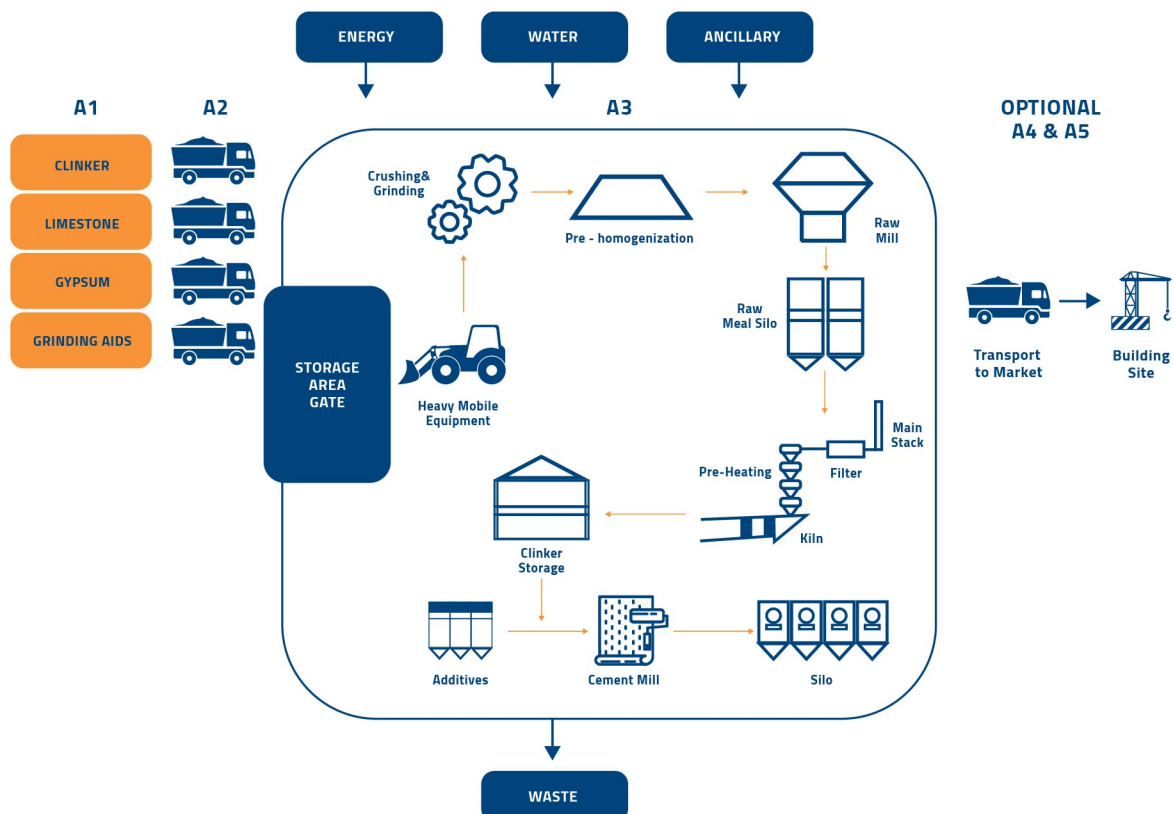 ENERGY
WATER
ANCILLARY
A1
A2
A3
OPTIONAL
A4 & A5
CLINKER
LIMESTONE
GYPSUM
GRINDING AIDS
STORAGE
AREA
GATE
Crushing&
Grinding
Pre - homogenization
Raw
Mill
Raw
Meal Silo
Heavy Mobile
Equipment
Transport
to Market
Building
Site
Main
Stack
Filter
Pre-Heating
Kiln
Clinker
Storage
Additives
Cement Mill
Silo
WASTE